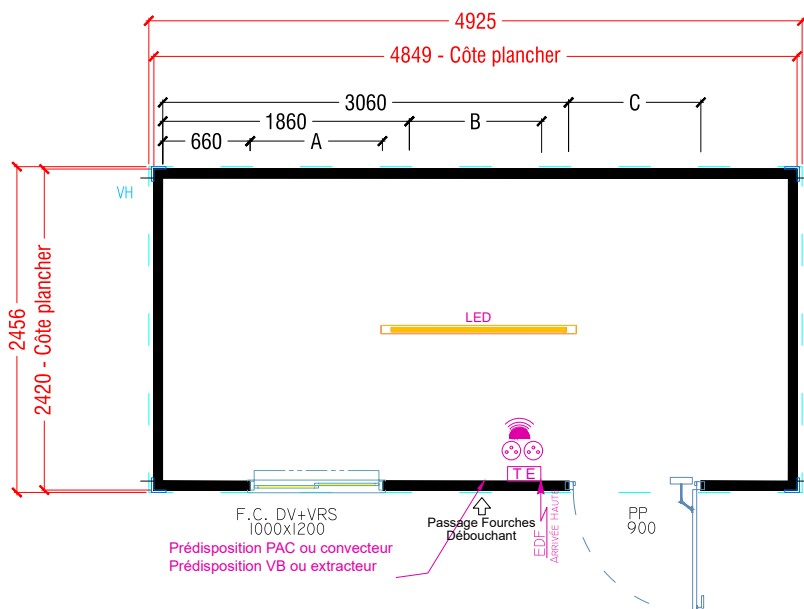 4925
4849 - Côte plancher
3060
C
1860
B
660
A
VH
2456
2420 - Côte plancher
LED
TE
F.C. DV+VRS
1000x1200
Passage Fourches
Débouchant
EDF
ARRIVÉE HAUTE
PP
900
Prédisposition PAC ou convecteur
Prédisposition VB ou extracteur